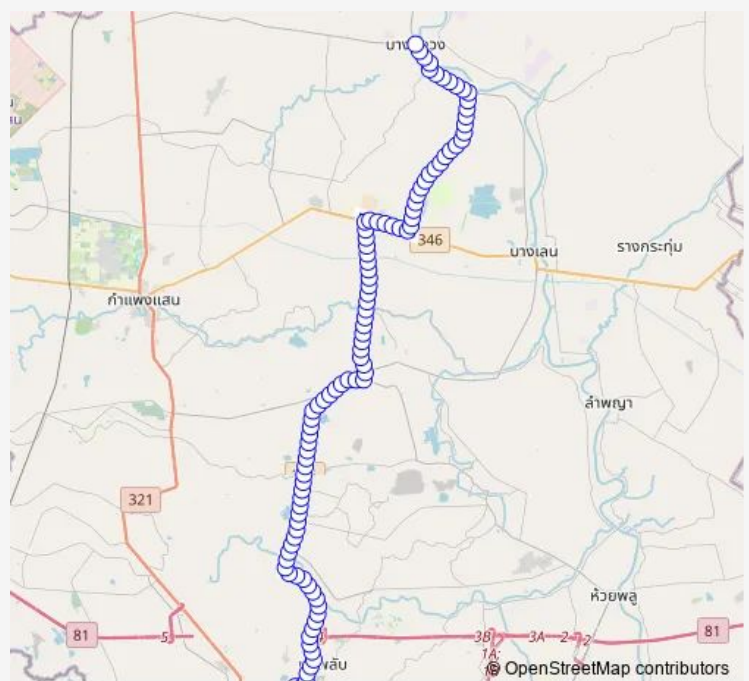 346
บางเลน
รางกระทุ่ม
กำแพงแสน
ลำพญา
321
ห้วยพลู
81
5
3B
3A
2
2
81
1A;
© OpenStreetMap contributors